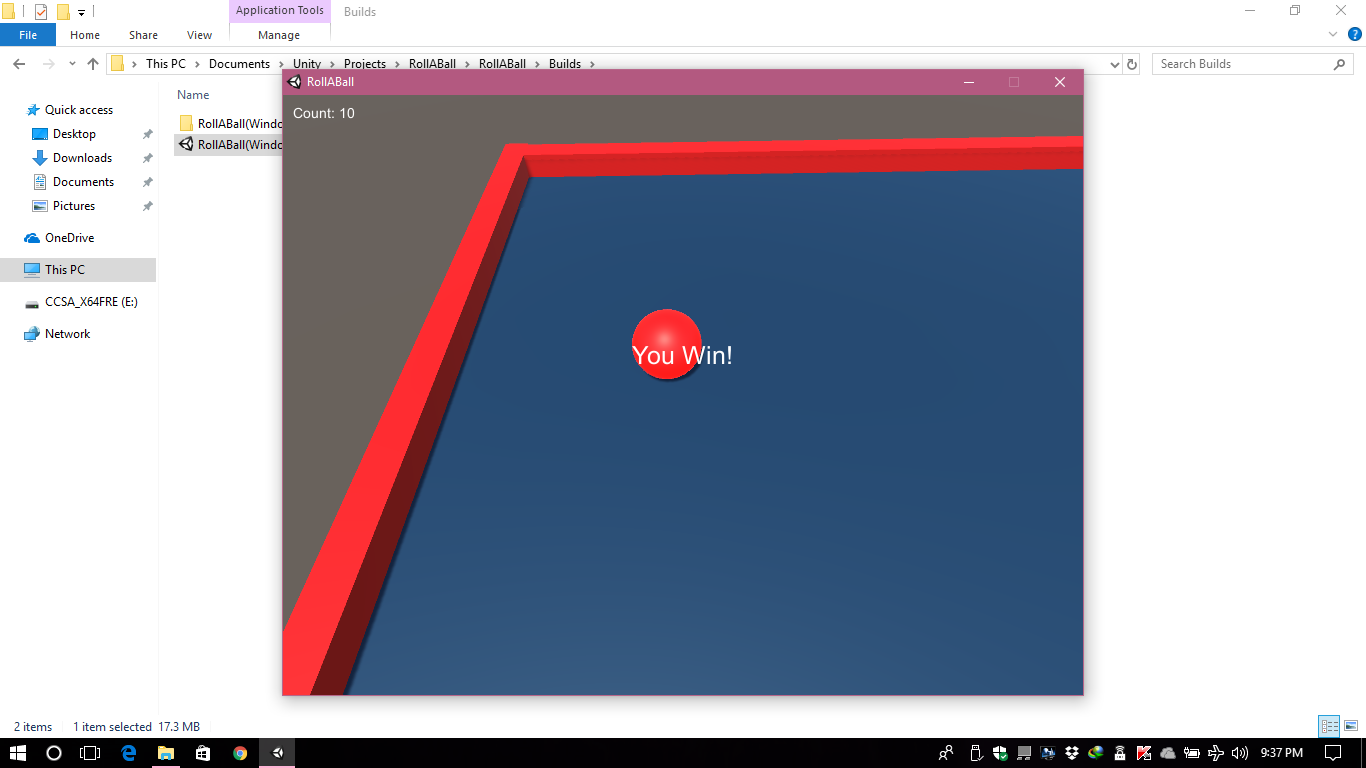 Application Tools
Builds
File
Home
Share
View
Manage
This PC
Documents
Unity
Projects
RollABall
RollABall
Builds
Search Builds
RollABall
Count: 10
You Win!
Name
RollABall(Windo
RollABall(Windo
Quick access
Desktop
Downloads
Documents
Pictures
OneDrive
This PC
CCSA_X64FRE (E:)
Network
2 items
1 item selected 17.3 MB
9:37 PM